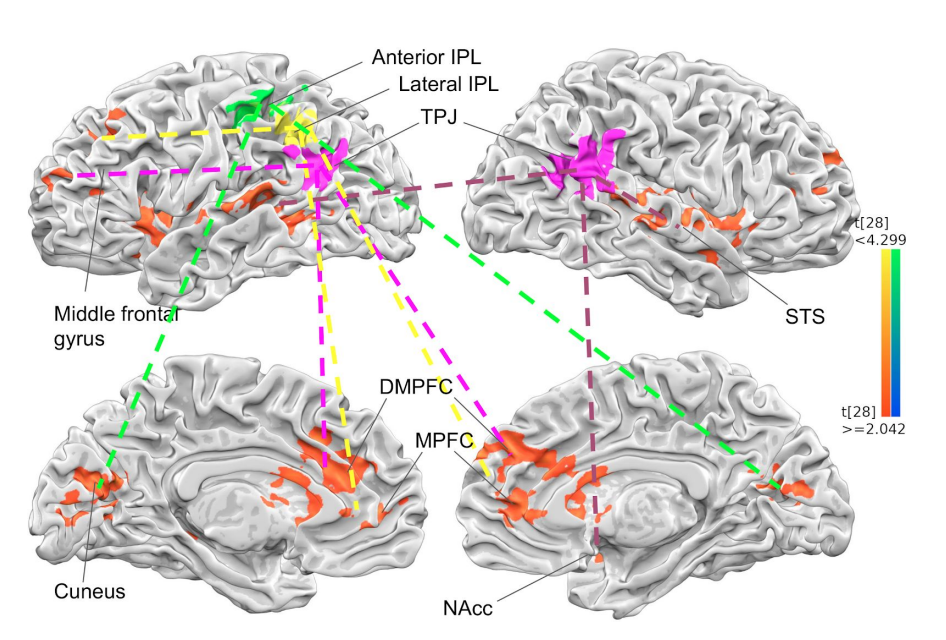 Anterior IPL
Lateral IPL
TPJ
t[28]
<4.299
Middle frontal
gyrus
STS
DMPFC
t[28]
>=2.042
MPFC
Cuneus
NAcc